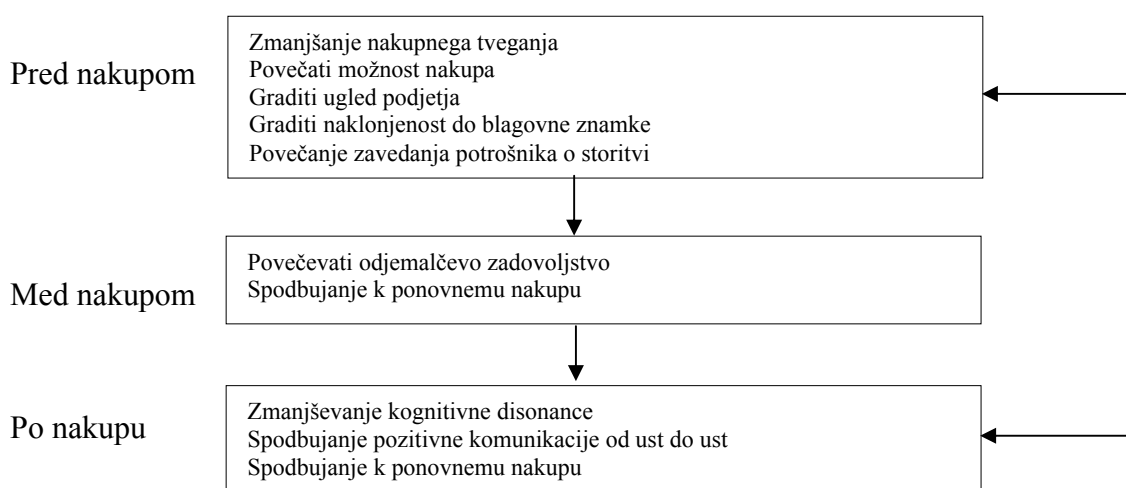 Pred nakupom
Zmanjšanje nakupnega tveganja
Povečati možnost nakupa
Graditi ugled podjetja
Graditi naklonjenost do blagovne znamke
Povečanje zavedanja potrošnika o storitvi
Med nakupom
Povečevati odjemalčevo zadovoljstvo
Spodbujanje k ponovnemu nakupu
Po nakupu
Zmanjševanje kognitivne disonance
Spodbujanje pozitivne komunikacije od ust do ust
Spodbujanje k ponovnemu nakupu